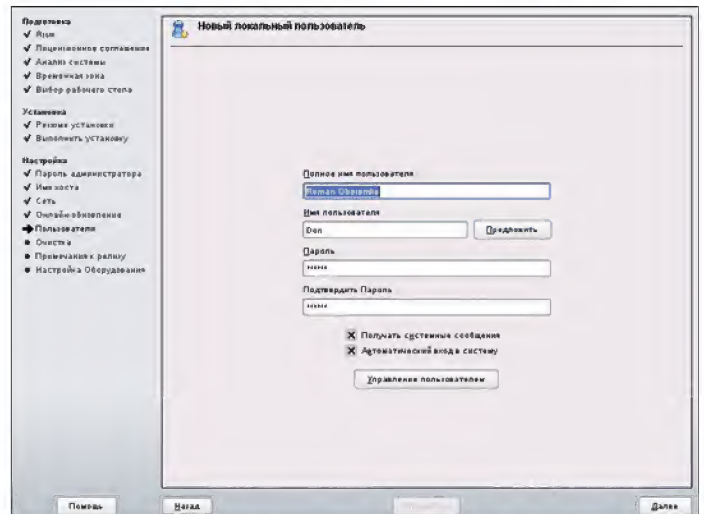 Подготовка
Язык
Лицензионное соглашение
Анализ системы
Временная зона
Выбор рабочего стола
Установка
Режим установки
Выполнить установку
Настройка
Пароль администратора
Имя хоста
Сеть
Онлайн обновление
Пользователи
Очистка
Примечания к релизу
Настройка Оборудования
Новый локальный пользователь
Полное имя пользователя
Roman
Имя пользователя
Den Предложить
Пароль
******
Подтвердить Пароль
******
Получать системные сообщения
Автоматический вход в систему
Управление пользователем
Помощь Назад Далее